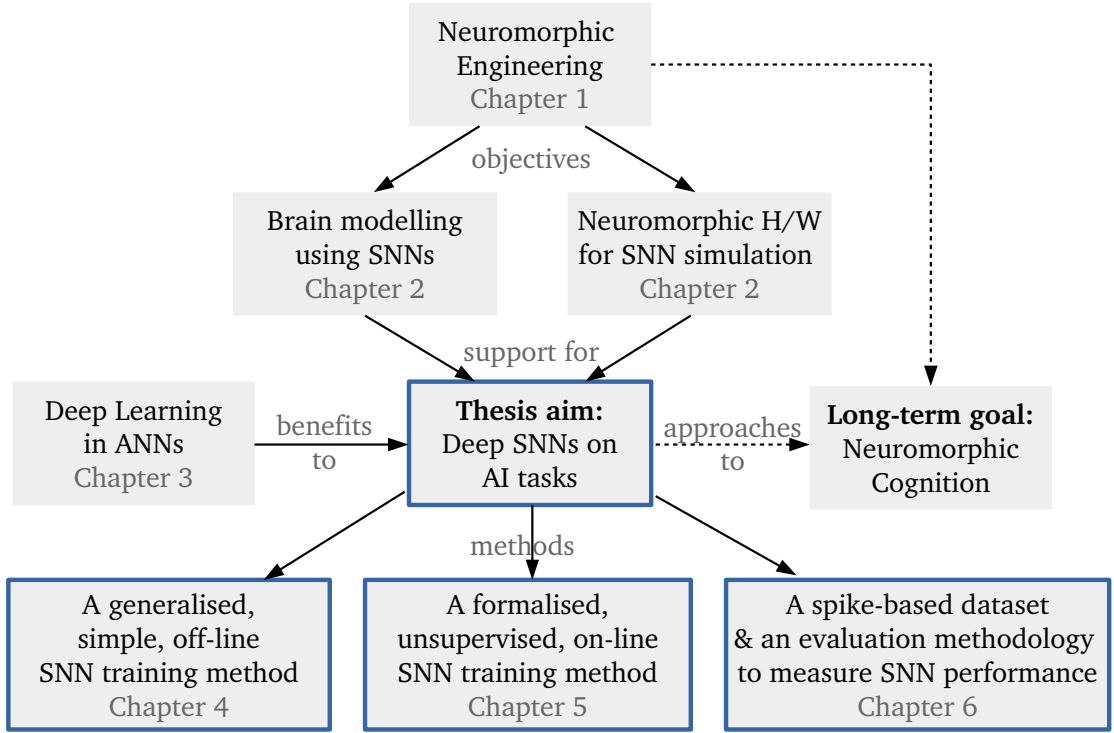 Neuromorphic
Engineering
Chapter 1
objectives
Brain modelling
using SNNs
Chapter 2
Neuromorphic H/W
for SNN simulation
Chapter 2
support for
Deep Learning
in ANNs
Chapter 3
benefits
to
Thesis aim:
Deep SNNs on
AI tasks
approaches
to
Long-term goal:
Neuromorphic
Cognition
methods
A generalised,
simple, off-line
SNN training method
Chapter 4
A formalised,
unsupervised, on-line
SNN training method
Chapter 5
A spike-based dataset
& an evaluation methodology
to measure SNN performance
Chapter 6